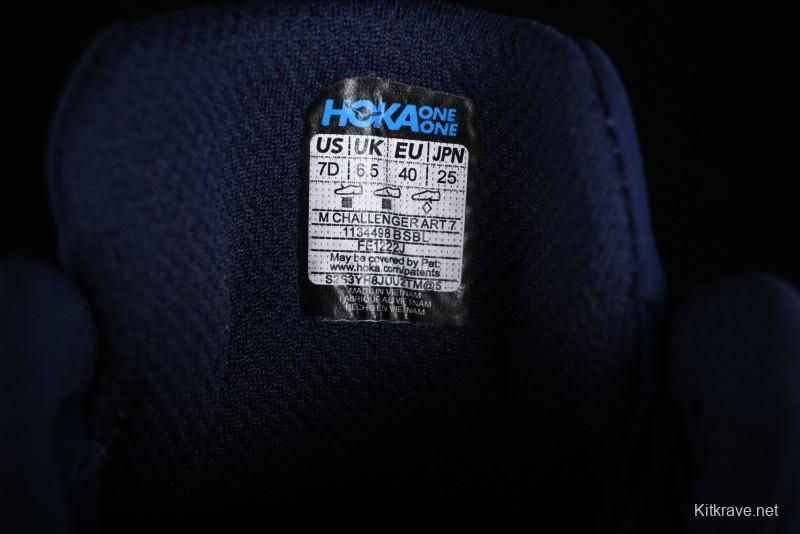 HOKA ONE ONE
US UK EU JPN
7D 6.5 40 25
M CHALLENGER ART 7
1134498 BSBL
FE1222J
May be covered by Pat:
www.hoka.com/patents
S2S3YH8JUU2TM@5
MADE IN VIETNAM
FABRIQUE AU VIETNAM
HECHO EN VIETNAM
Kitkrave.net